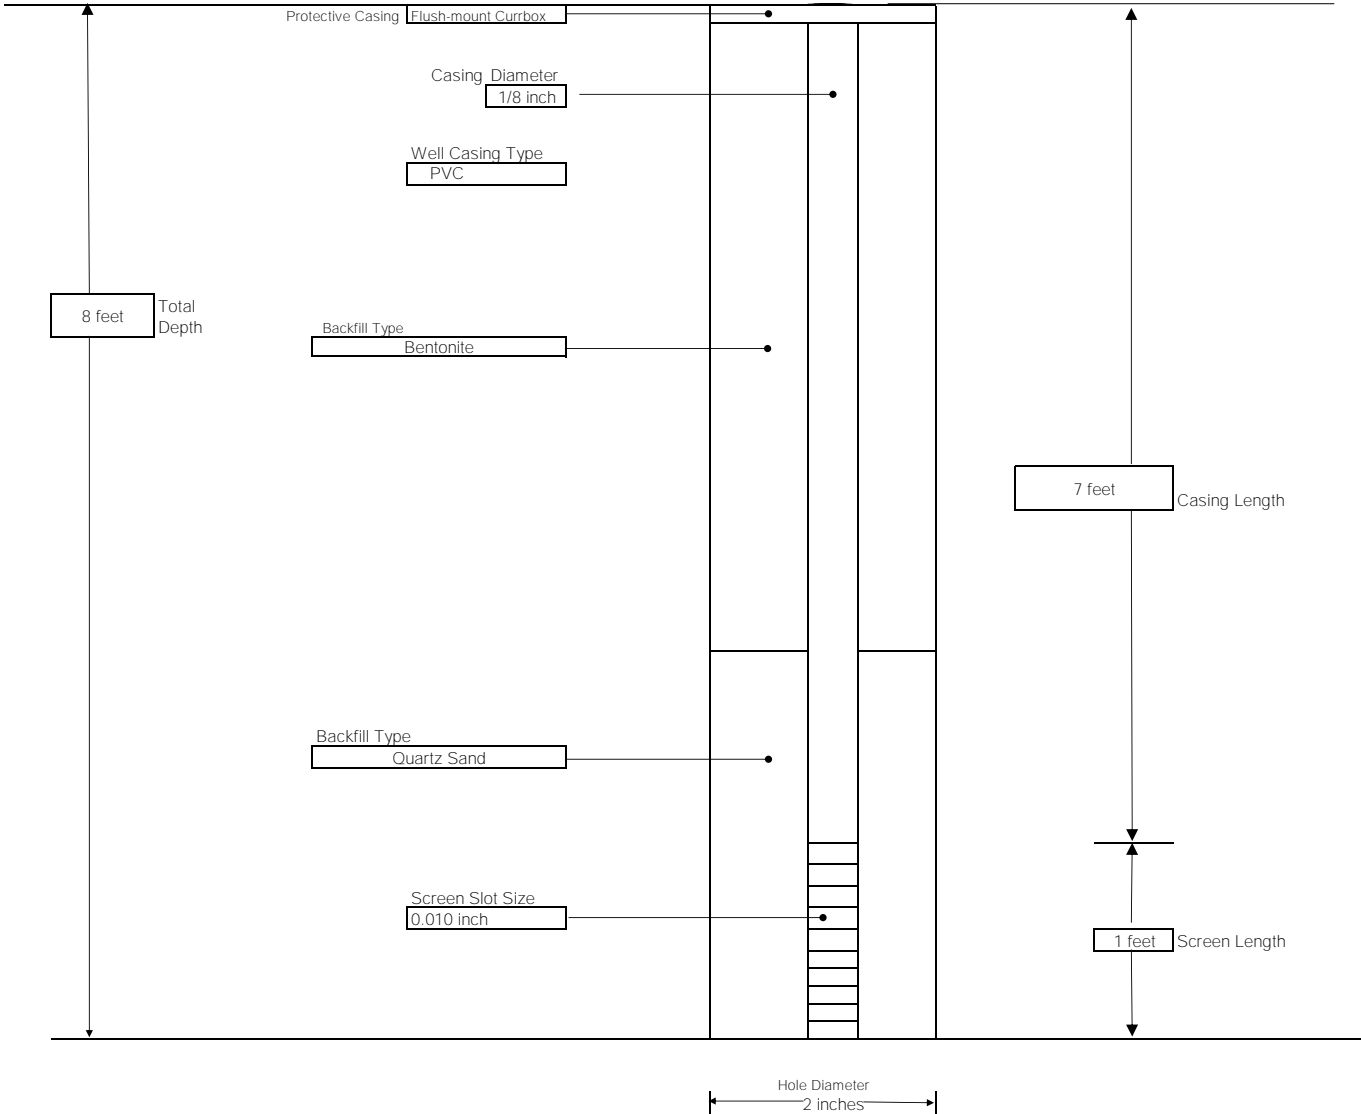 Protective Casing Flush-mount Currbox
Casing Diameter
1/8 inch
Well Casing Type
PVC
8 feet
Total
Depth
Backfill Type
Bentonite
7 feet
Casing Length
Backfill Type
Quartz Sand
Screen Slot Size
0.010 inch
1 feet Screen Length
Hole Diameter
2 inches